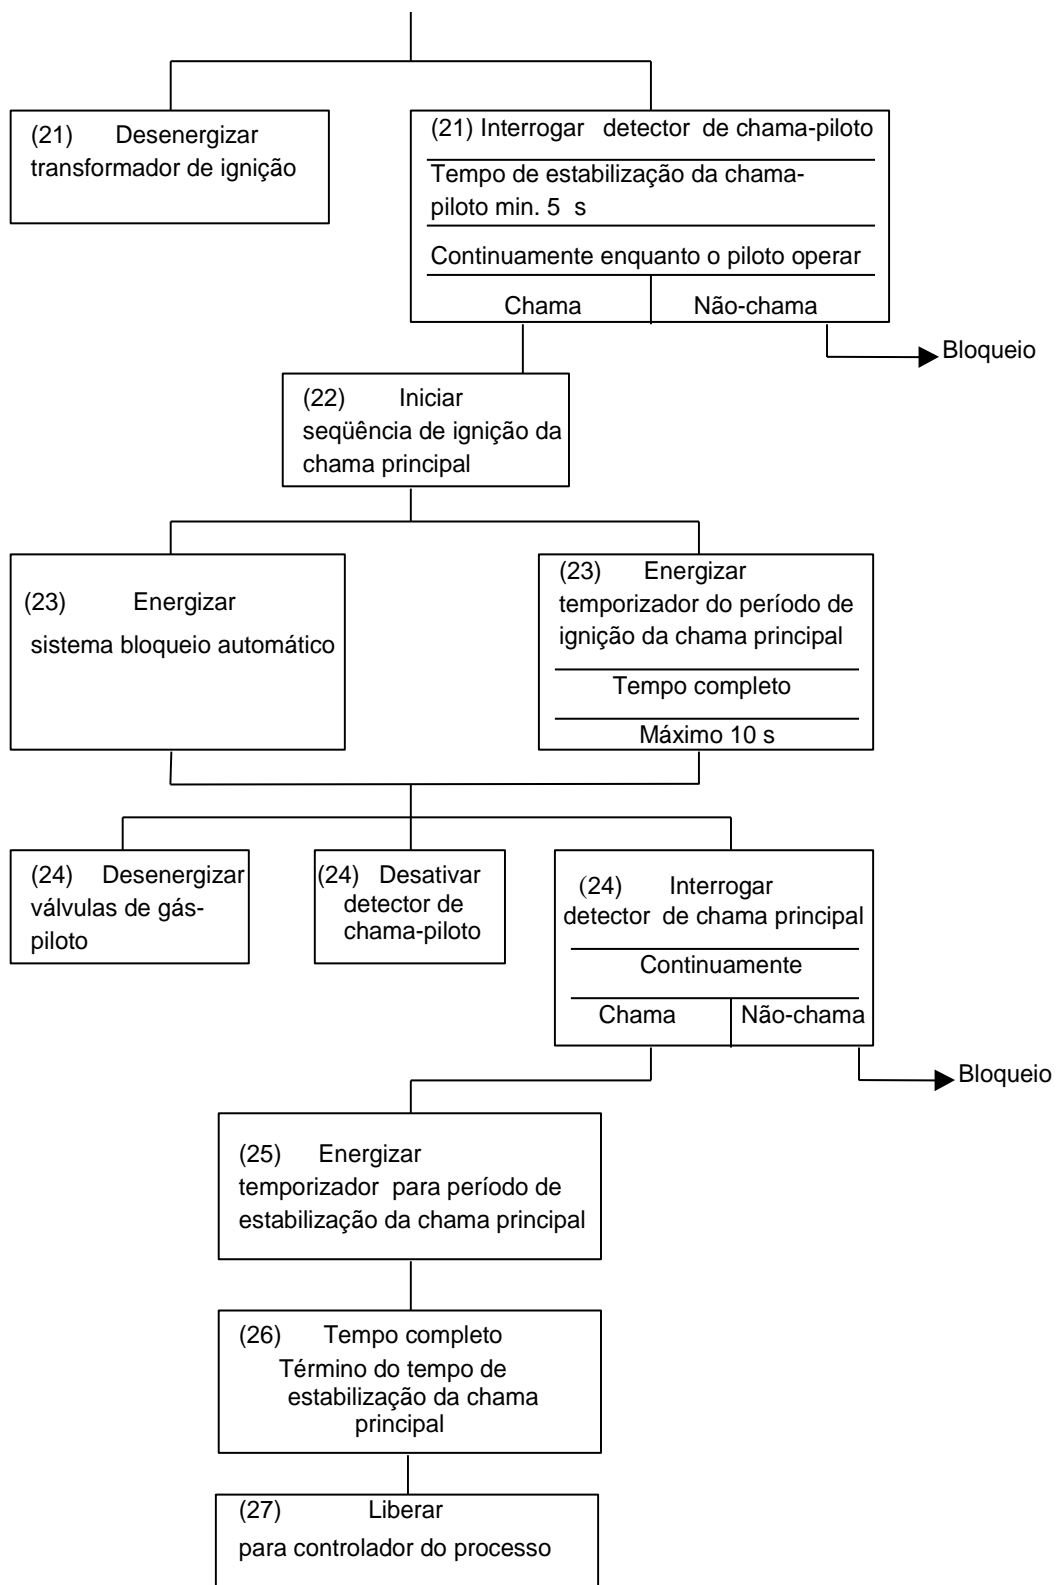 (21) Desenergizar
transformador de ignição
(21) Interrogar detector de chama-piloto
Tempo de estabilização da chama-
piloto min. 5 s
Continuamente enquanto o piloto operar
Chama
Não-chama
Bloqueio
(22) Iniciar
seqüência de ignição da
chama principal
(23) Energizar
sistema bloqueio automático
(23) Energizar
temporizador do período de
ignição da chama principal
Tempo completo
Máximo 10 s
(24) Desenergizar
válvulas de gás-
piloto
(24) Desativar
detector de
chama-piloto
(24) Interrogar
detector de chama principal
Continuamente
Chama
Não-chama
Bloqueio
(25) Energizar
temporizador para período de
estabilização da chama principal
(26) Tempo completo
Término do tempo de
estabilização da chama
principal
(27) Liberar
para controlador do processo